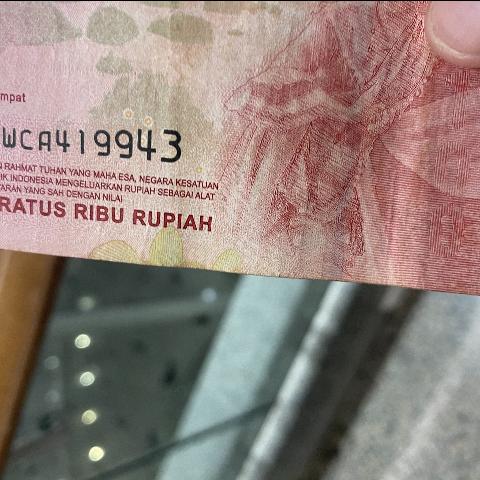 mpat
WCA419943
RAHMAT TUHAN YANG MAHA ESA, NEGARA KESATUAN
IK INDONESIA MENGELUARKAN RUPIAH SEBAGAI ALAT
ARAN YANG SAH DENGAN NILAI
RATUS RIBU RUPIAH